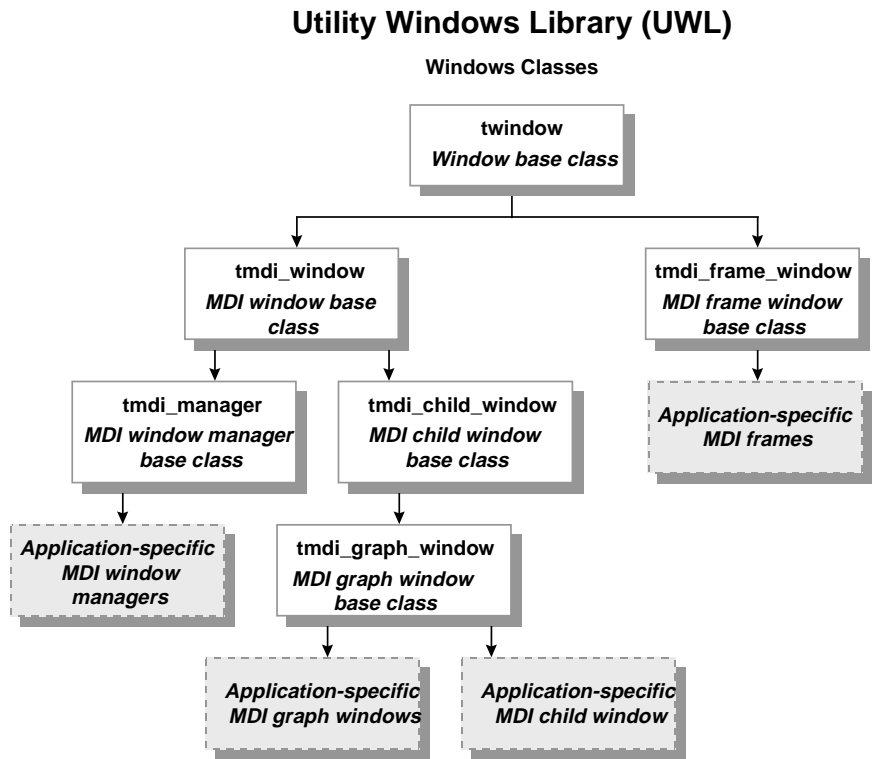 Utility Windows Library (UWL)
Windows Classes
twindow
Window base class
tmdi_window
MDI window base
class
tmdi_frame_window
MDI frame window
base class
tmdi_manager
MDI window manager
base class
tmdi_child_window
MDI child window
base class
Application-specific
MDI frames
Application-specific
MDI window
managers
tmdi_graph_window
MDI graph window
base class
Application-specific
MDI graph windows
Application-specific
MDI child window